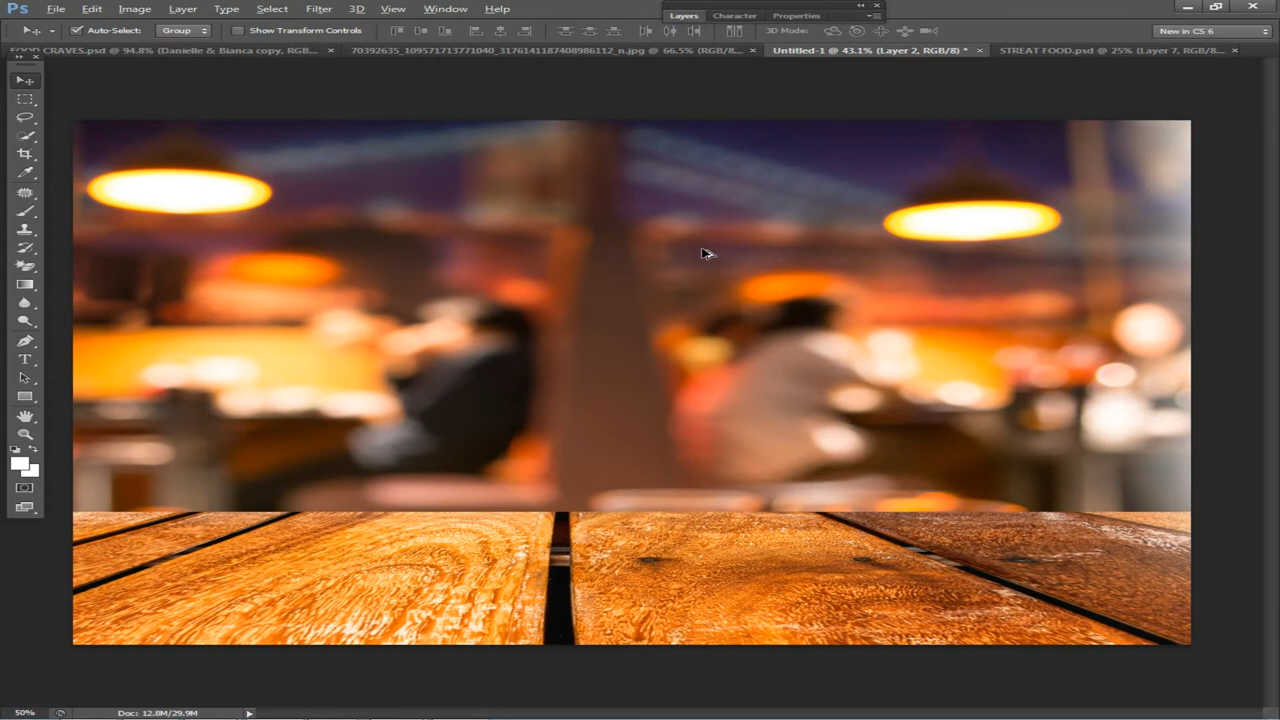 Ps File Edit Image Layer Type Select Filter 3D View Window Help
Layers Character Properties
Auto-Select: Group Show Transform Controls 3D Mode: New in CS 6
FOOD CRAVES.psd @ 94.8% (Danielle & Bianca copy, RGB... × 70392635_109571713771040_3176141187408986112_n.jpg @ 66.5% (RGB/8... × Untitled-1 @ 43.1% (Layer 2, RGB/8) * × STREAT FOOD.psd @ 25% (Layer 7, RGB/8... ×
T
50% Doc: 12.8M/29.9M